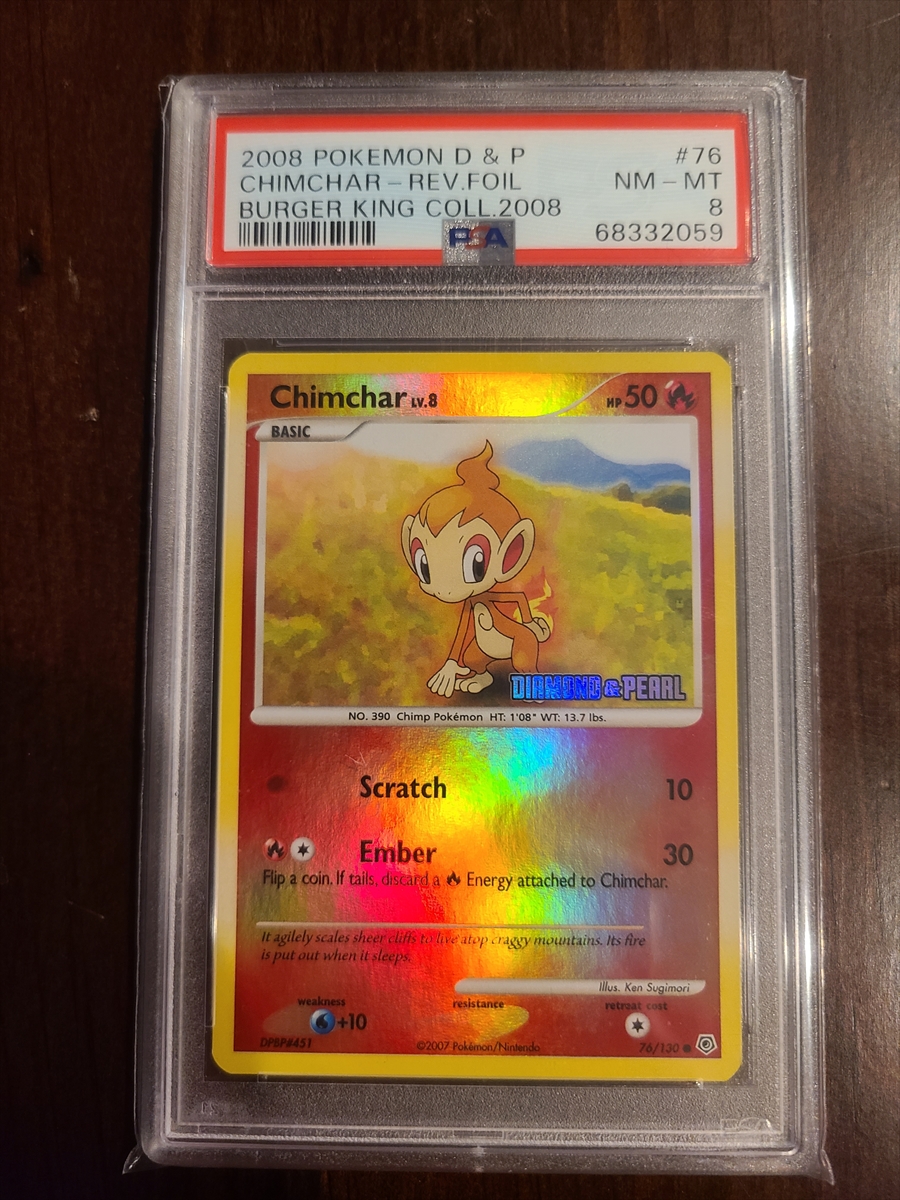 2008 POKEMON D & P #76
CHIMCHAR – REV.FOIL NM – MT
BURGER KING COLL.2008 8
PSA 68332059
Chimchar LV.8 HP 50
BASIC
DIAMOND & PEARL
NO. 390 Chimp Pokémon HT: 1'08" WT: 13.7 lbs.
Scratch 10
Ember 30
Flip a coin. If tails, discard a Energy attached to Chimchar.
It agilely scales sheer cliffs to live atop craggy mountains. Its fire
is put out when it sleeps.
Illus. Ken Sugimori
weakness resistance retreat cost
+10
DPBP#451 ©2007 Pokémon/Nintendo 76/130